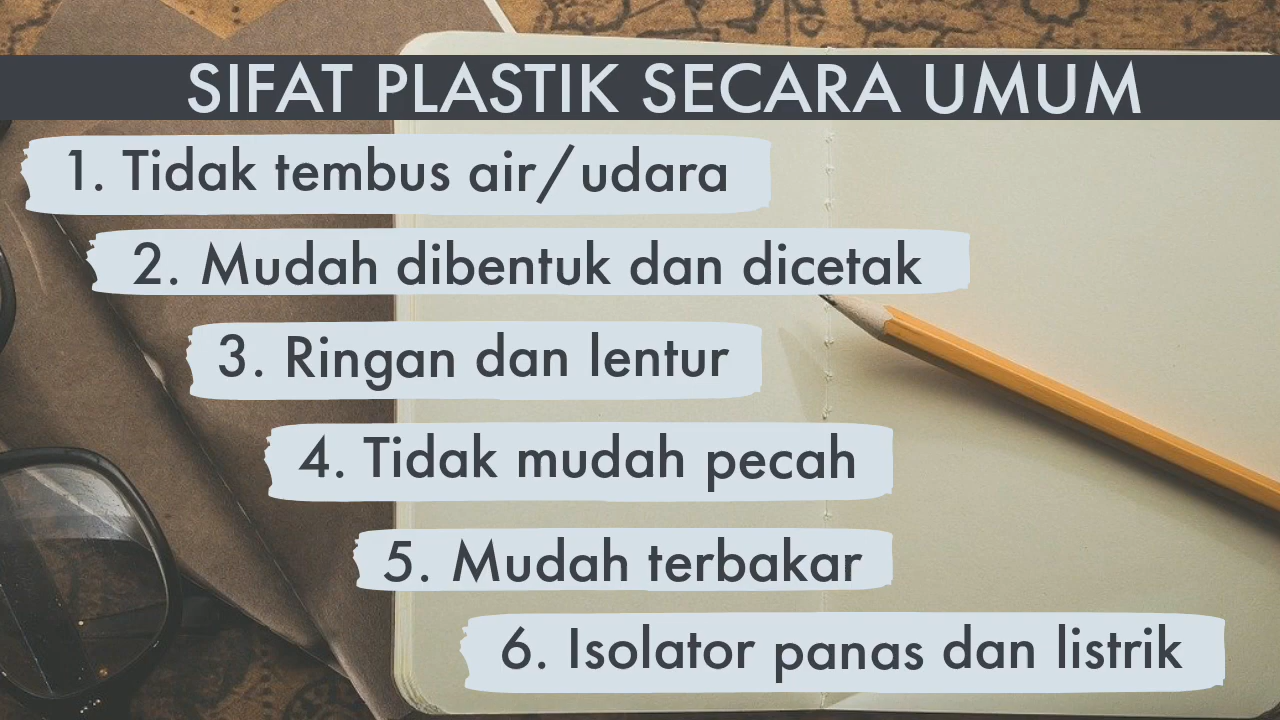 SIFAT PLASTIK SECARA UMUM
1. Tidak tembus air/udara
2. Mudah dibentuk dan dicetak
3. Ringan dan lentur
4. Tidak mudah pecah
5. Mudah terbakar
6. Isolator panas dan listrik